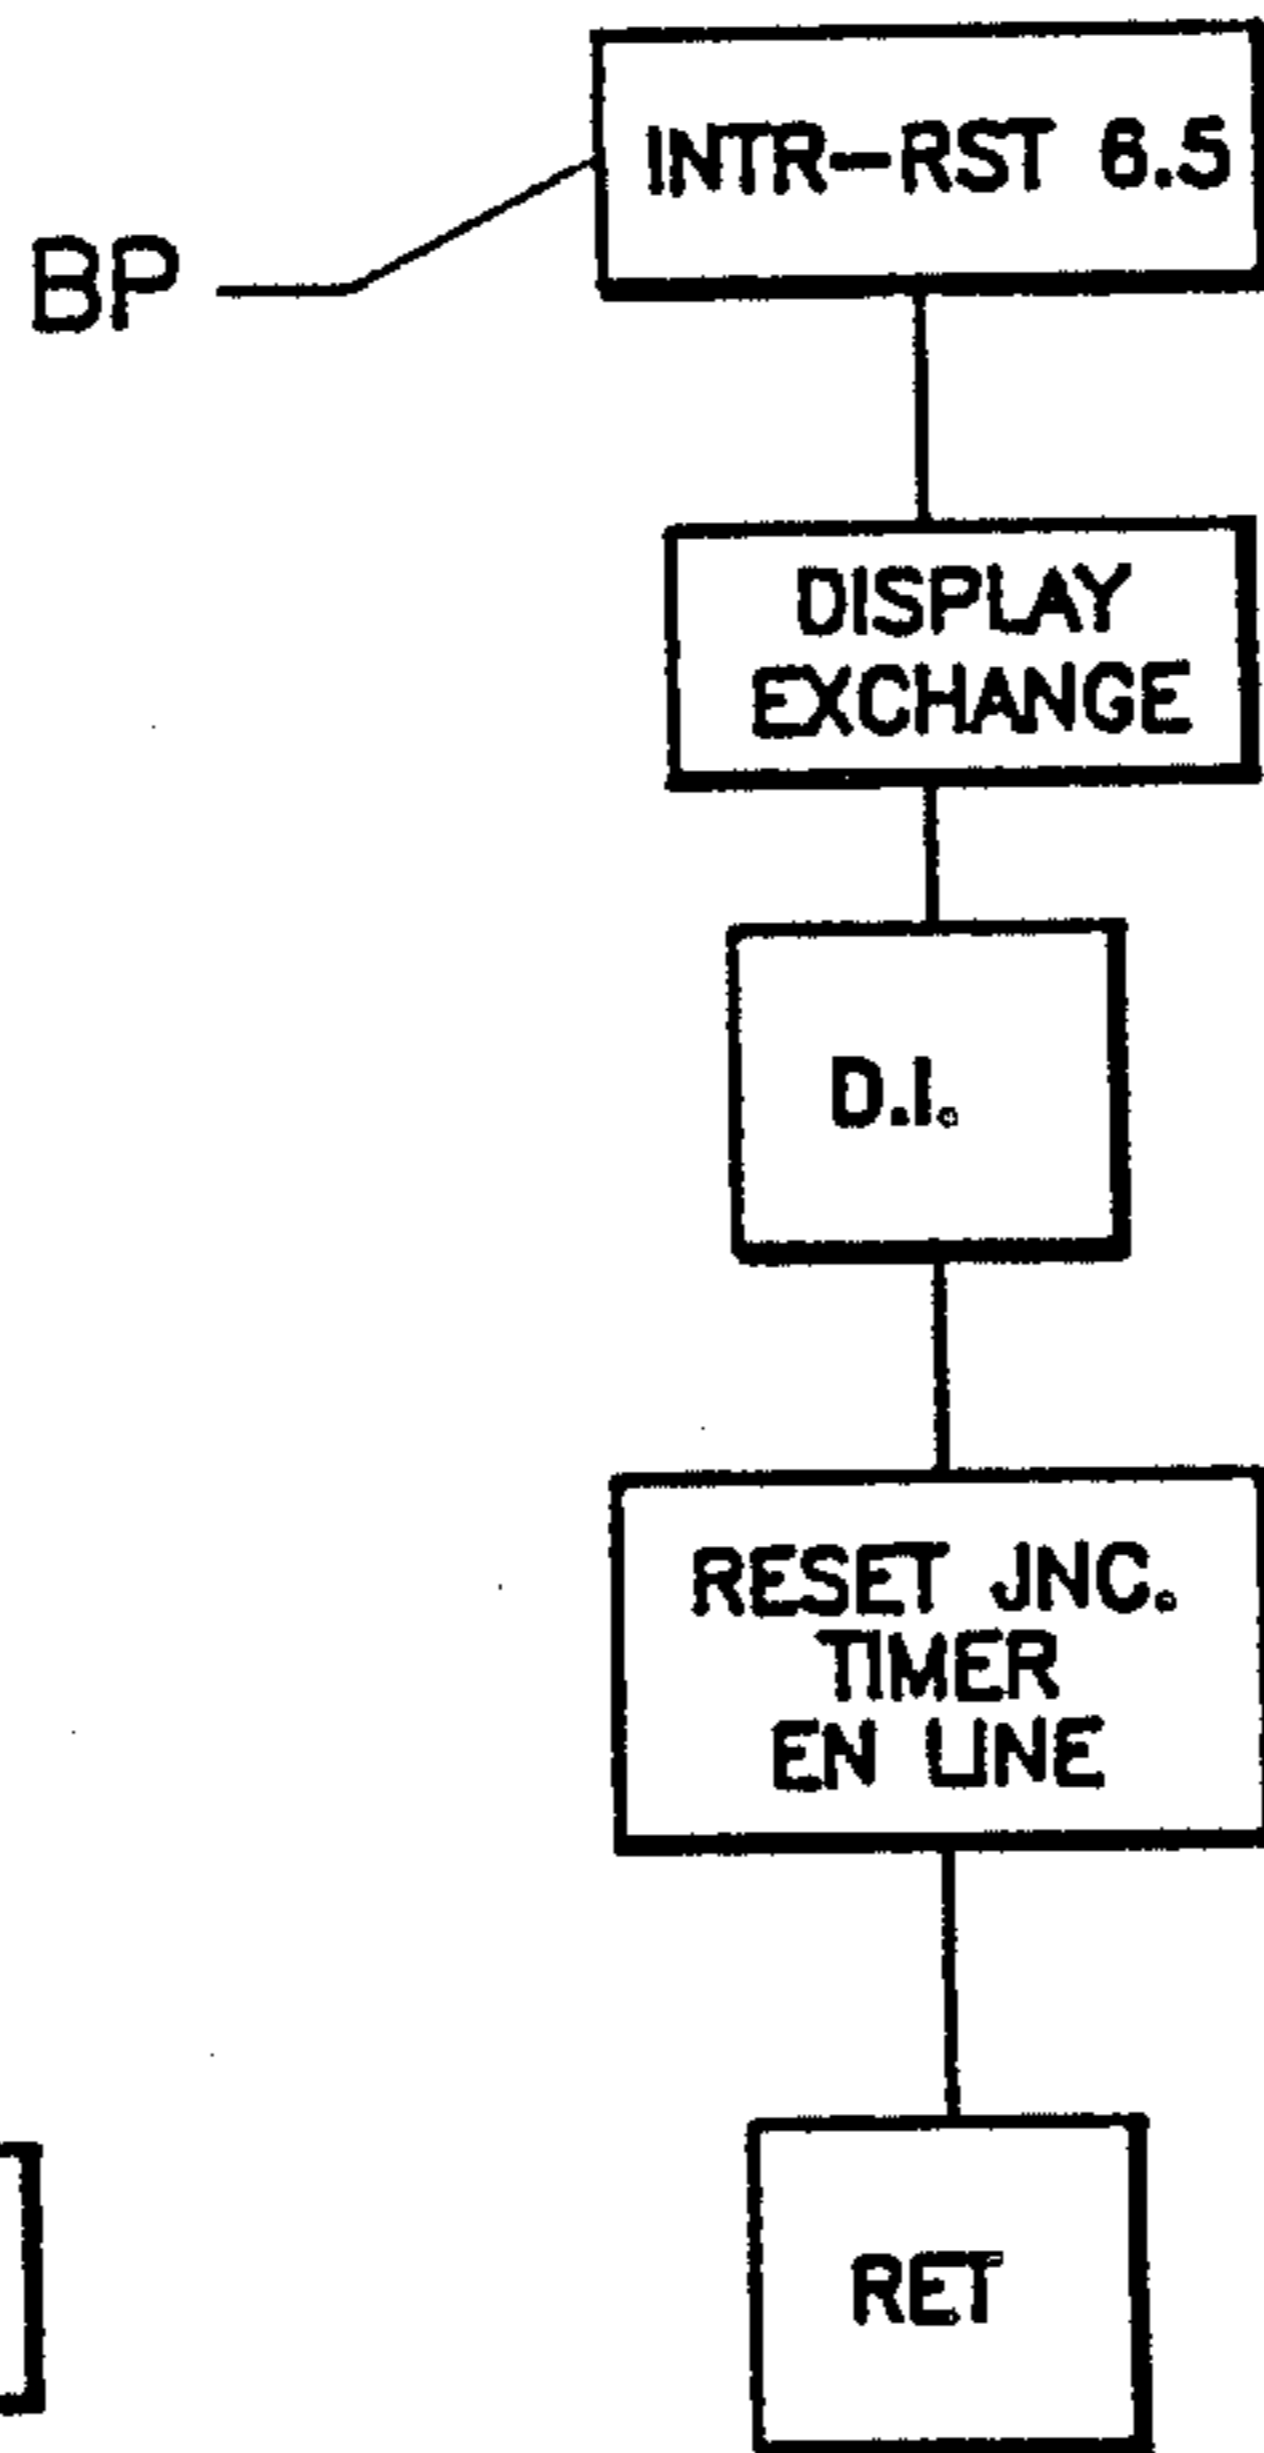 INTR-RST 6.5
BP
DISPLAY
EXCHANGE
D.I.
RESET JNC.
TIMER
EN LINE
RET